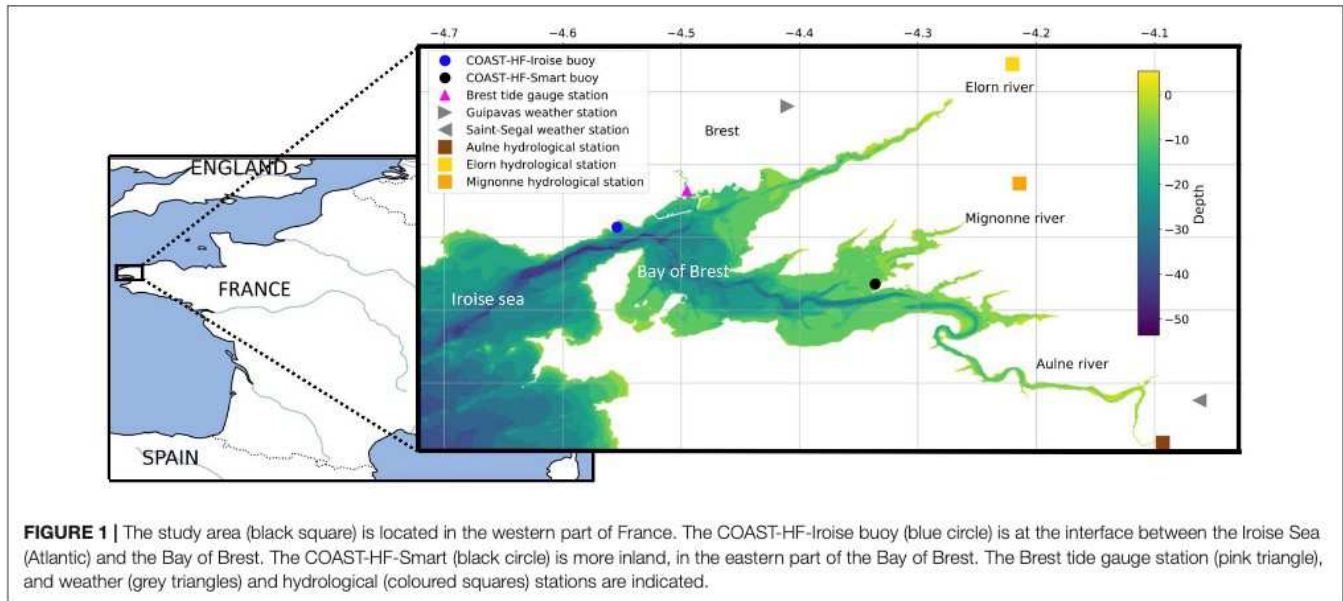 −4.7 −4.6 −4.5 −4.4 −4.3 −4.2 −4.1
COAST-HF-Iroise buoy
COAST-HF-Smart buoy
Brest tide gauge station
Guipavas weather station
Saint-Segal weather station
Aulne hydrological station
Elorn hydrological station
Mignonne hydrological station
Brest
Elorn river
Mignonne river
Bay of Brest
Iroise sea
Aulne river
0
−10
−20
−30
−40
−50
Depth
ENGLAND
FRANCE
SPAIN
FIGURE 1 | The study area (black square) is located in the western part of France. The COAST-HF-Iroise buoy (blue circle) is at the interface between the Iroise Sea
(Atlantic) and the Bay of Brest. The COAST-HF-Smart (black circle) is more inland, in the eastern part of the Bay of Brest. The Brest tide gauge station (pink triangle),
and weather (grey triangles) and hydrological (coloured squares) stations are indicated.